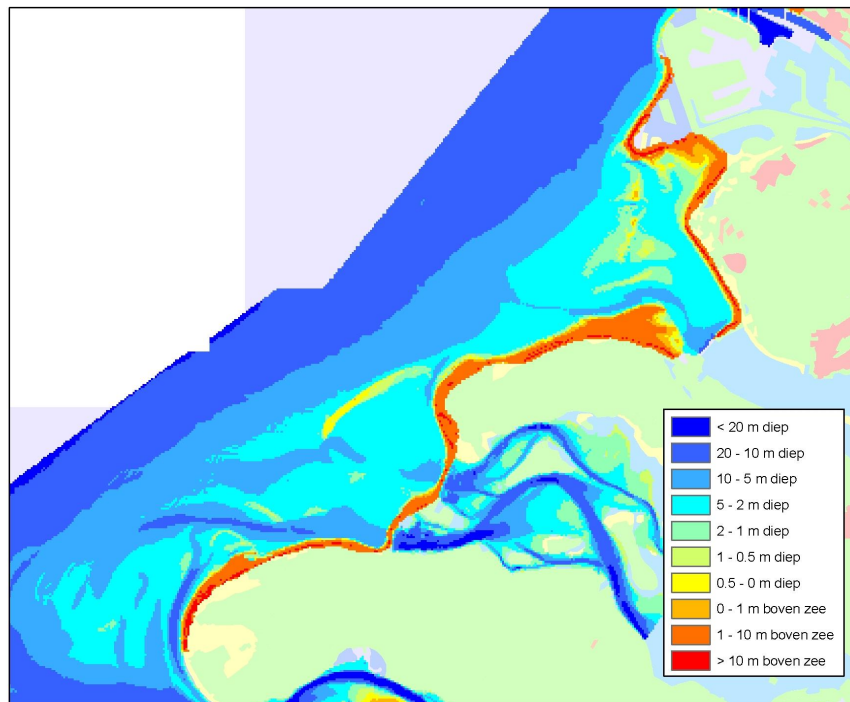 < 20 m diep
20 - 10 m diep
10 - 5 m diep
5 - 2 m diep
2 - 1 m diep
1 - 0.5 m diep
0.5 - 0 m diep
0 - 1 m boven zee
1 - 10 m boven zee
> 10 m boven zee